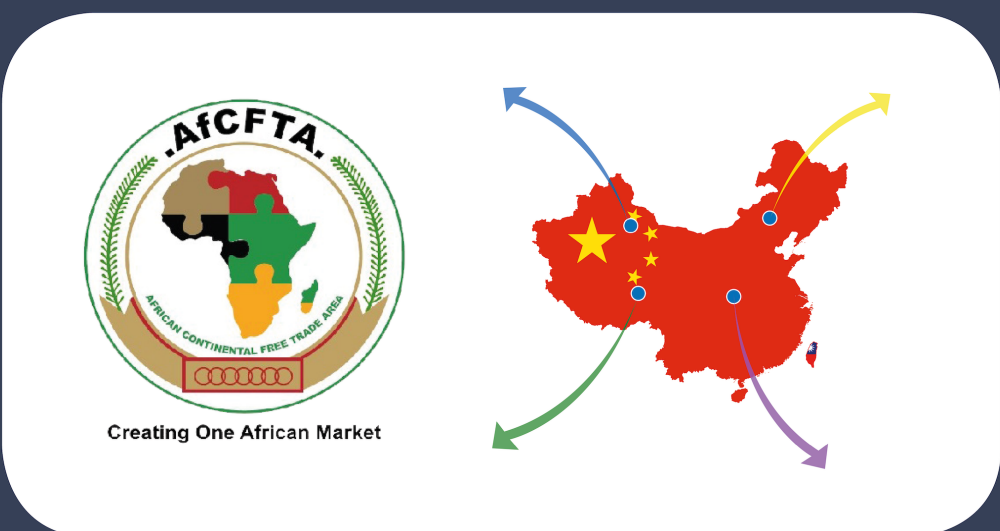 .AfCFTA.
AFRICAN CONTINENTAL FREE TRADE AREA
Creating One African Market